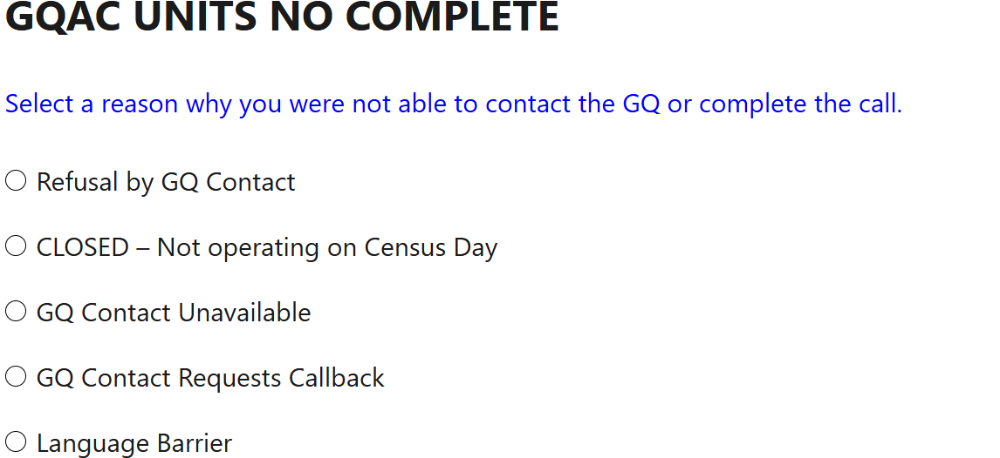 GQAC UNITS NO COMPLETE
Select a reason why you were not able to contact the GQ or complete the call.
Refusal by GQ Contact
CLOSED – Not operating on Census Day
GQ Contact Unavailable
GQ Contact Requests Callback
Language Barrier